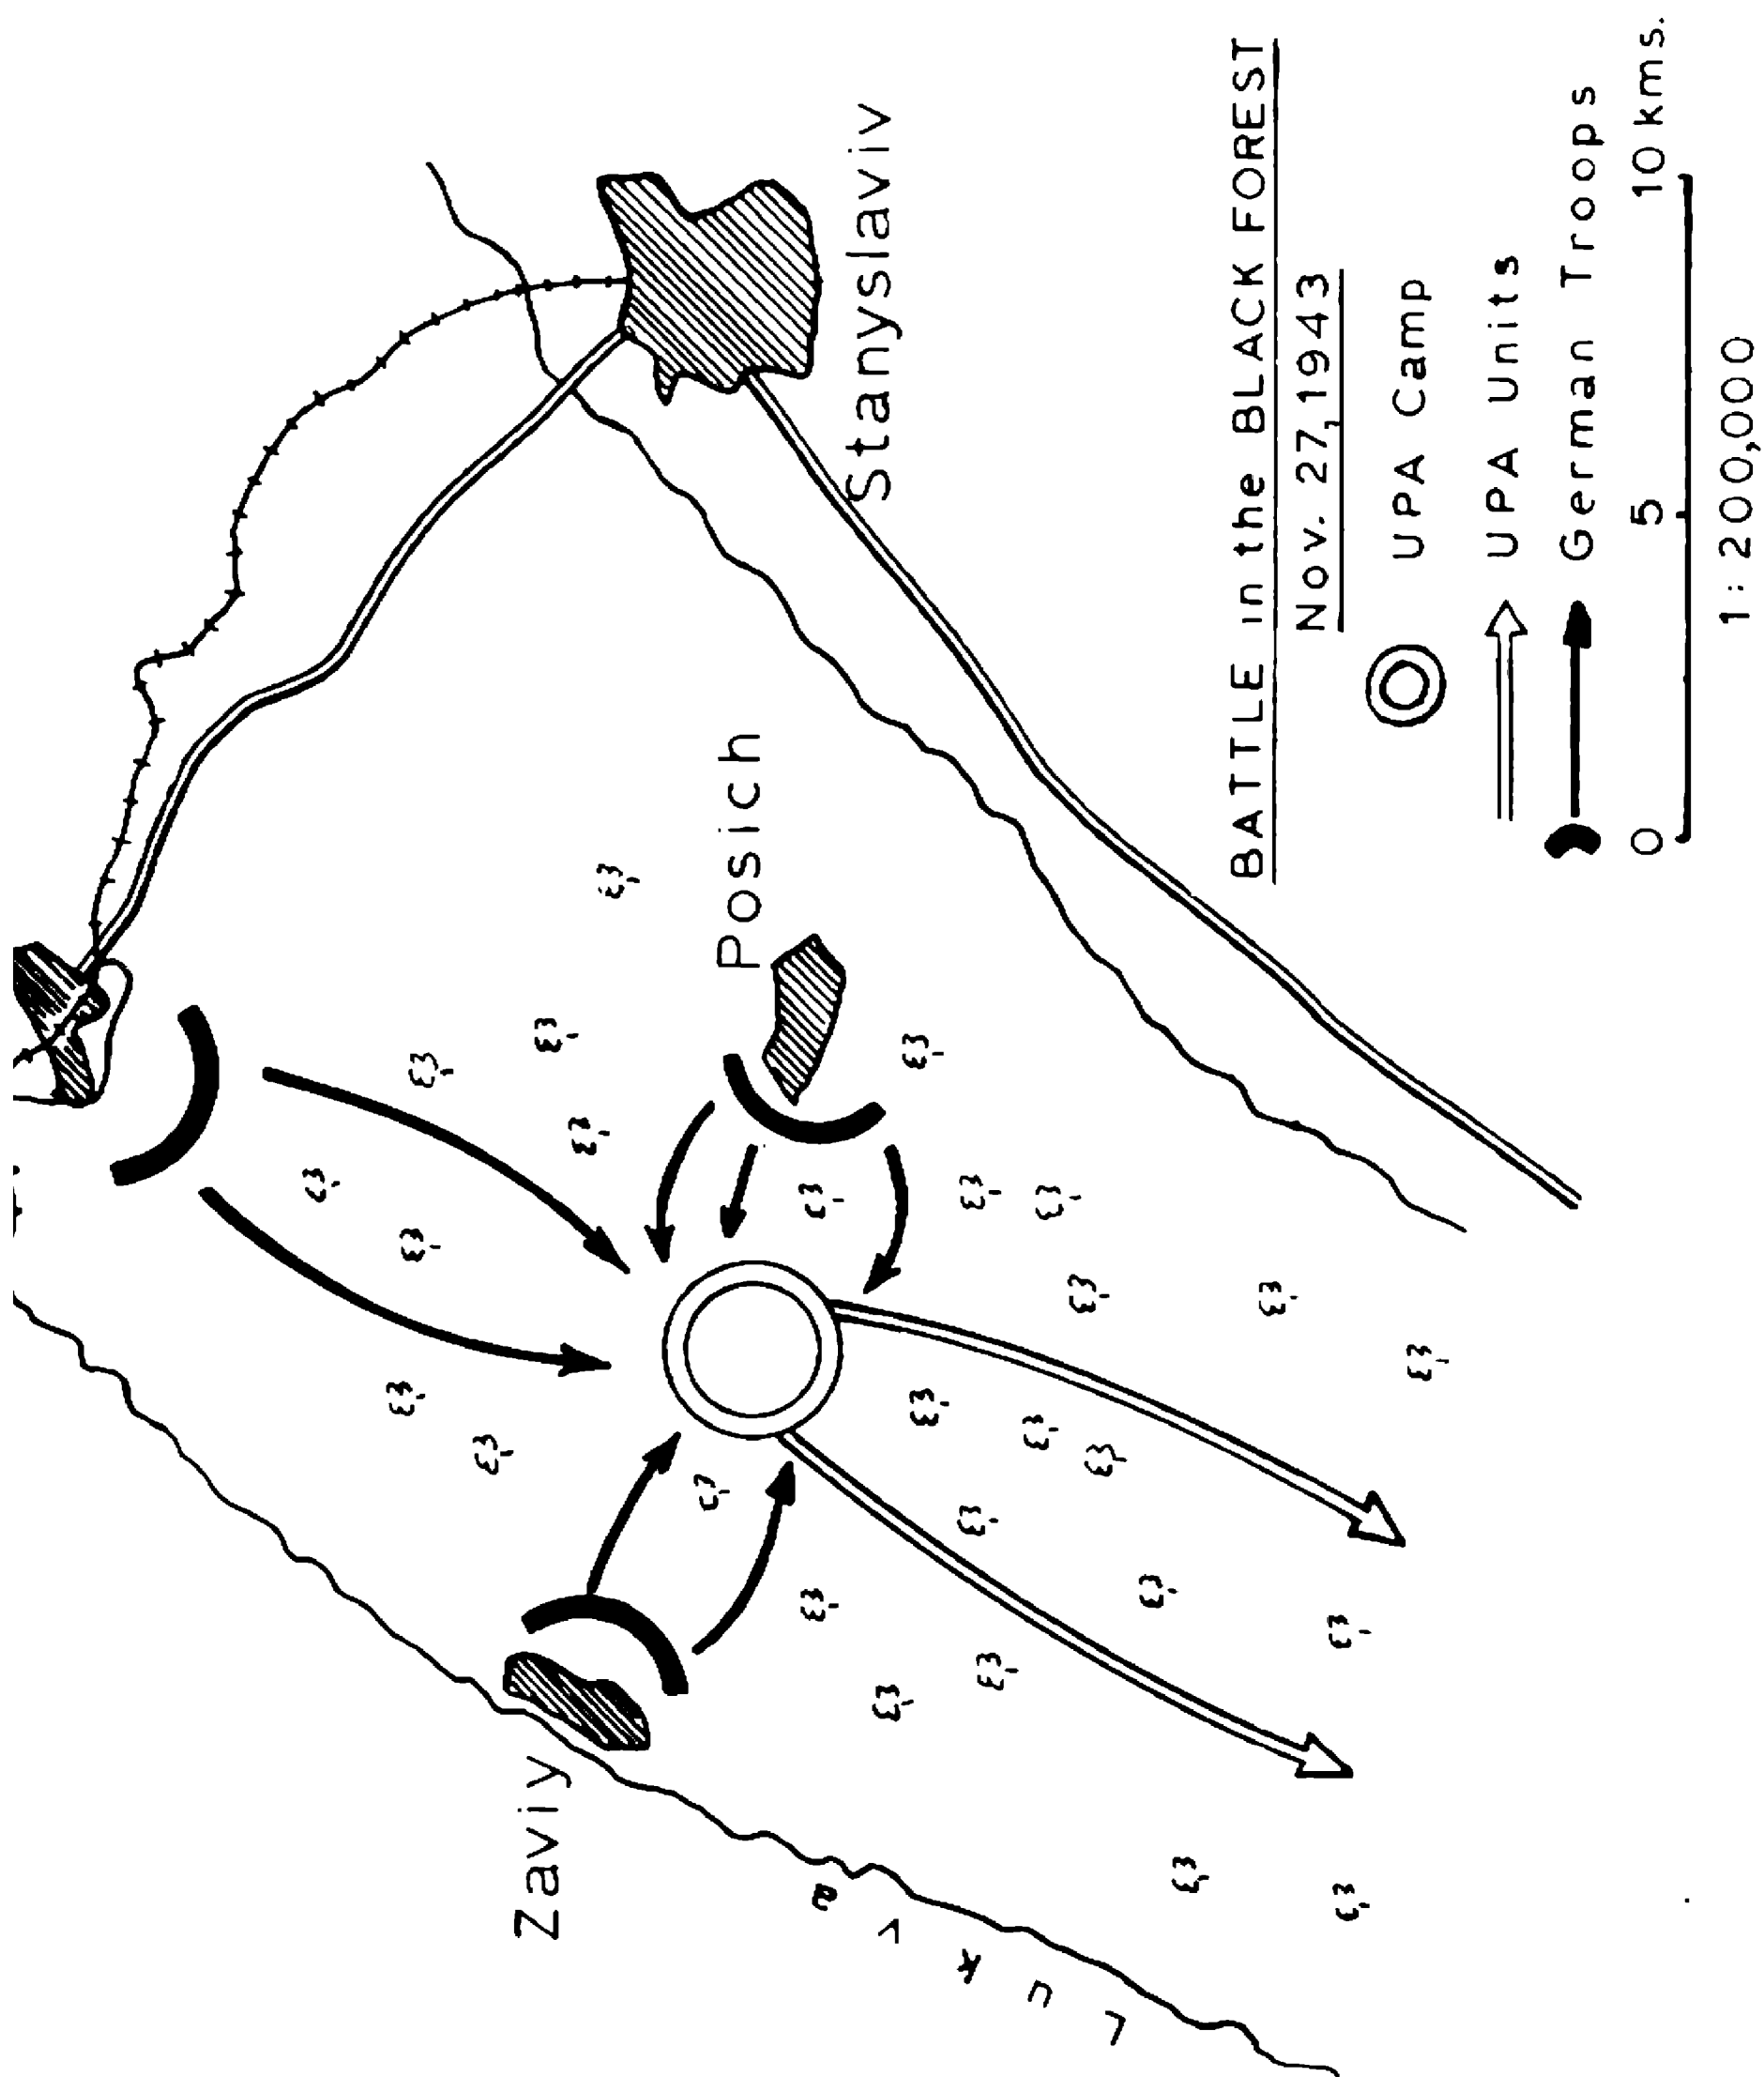 Stanyslaviv
Posich
Zaviy
Lukva
BATTLE in the BLACK FOREST
Nov. 27, 1943
UPA Camp
UPA Units
German Troops
0 5 10 kms.
1:200,000